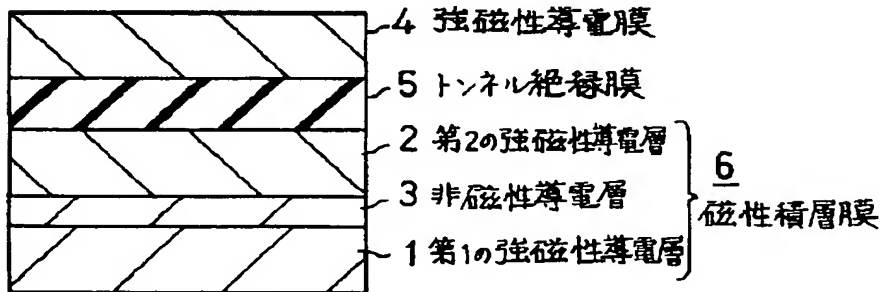 4 強磁性導電膜
5 トンネル絶縁膜
2 第2の強磁性導電層
3 非磁性導電層
1 第1の強磁性導電層
6
磁性積層膜